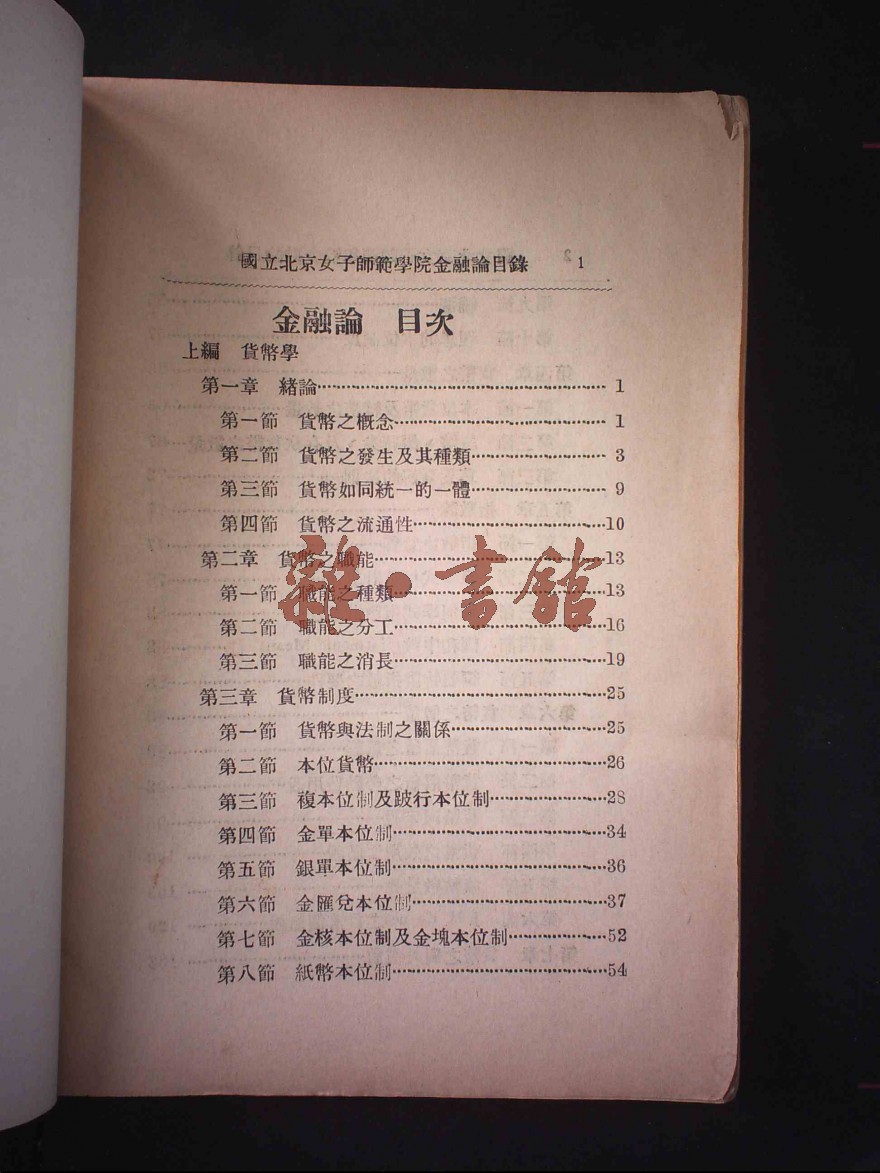 國立北京女子師範學院金融論目錄 1
金融論 目次
上編 貨幣學
第一章 緒論 1
第一節 貨幣之概念 1
第二節 貨幣之發生及其種類 3
第三節 貨幣如同統一的一體 9
第四節 貨幣之流通性 10
第二章 貨幣之職能 13
第一節 職能之種類 13
第二節 職能之分工 16
第三節 職能之消長 19
第三章 貨幣制度 25
第一節 貨幣與法制之關係 25
第二節 本位貨幣 26
第三節 複本位制及跛行本位制 28
第四節 金單本位制 34
第五節 銀單本位制 36
第六節 金匯兌本位制 37
第七節 金核本位制及金塊本位制 52
第八節 紙幣本位制 54
雜·書館